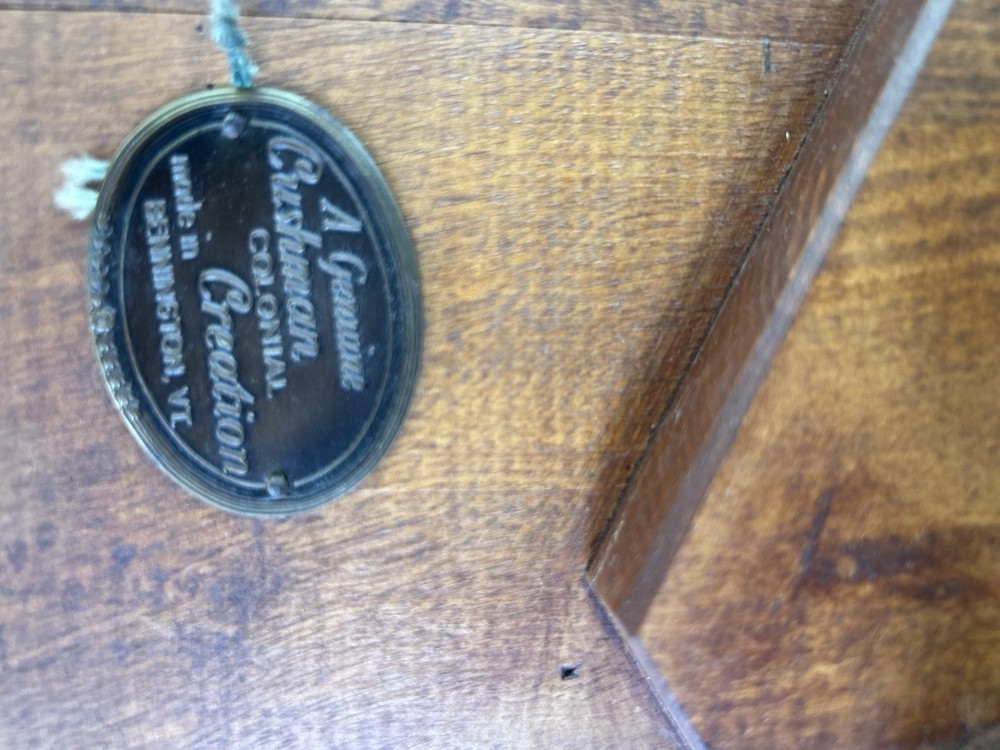 A Genuine
Cushman
COLONIAL
Creation
made in
BENNINGTON, VT.